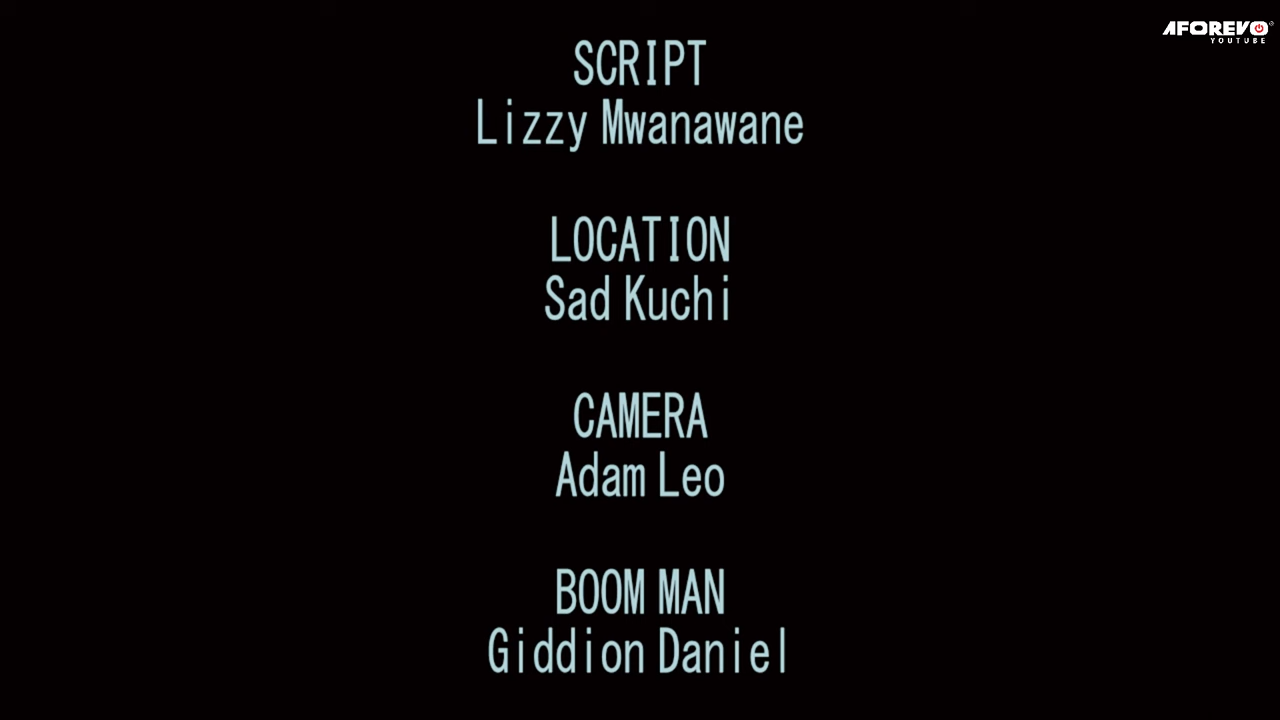 AFOREVO
YOUTUBE
SCRIPT
Lizzy Mwanawane
LOCATION
Sad Kuchi
CAMERA
Adam Leo
BOOM MAN
Giddion Daniel